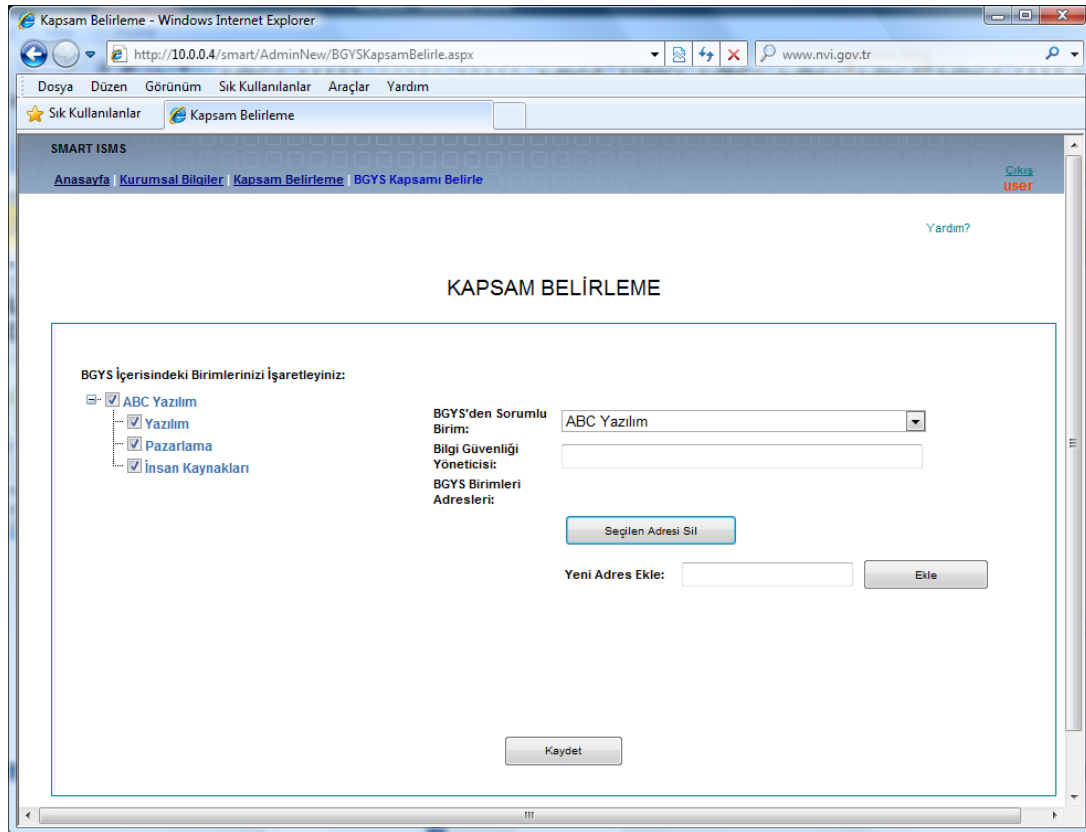 Kapsam Belirleme - Windows Internet Explorer
http://10.0.0.4/smart/AdminNew/BGYSKapsamBelirle.aspx
www.nvi.gov.tr
Dosya Düzen Görünüm Sık Kullanılanlar Araçlar Yardım
Sık Kullanılanlar
Kapsam Belirleme
SMART ISMS
Anasayfa | Kurumsal Bilgiler | Kapsam Belirleme | BGYS Kapsamı Belirle
Çıkış
user
Yardım?
KAPSAM BELİRLEME
BGYS İçerisindeki Birimlerinizi İşaretleyiniz:
ABC Yazılım
Yazılım
Pazarlama
İnsan Kaynakları
BGYS'den Sorumlu
Birim:
ABC Yazılım
Bilgi Güvenliği
Yöneticisi:
BGYS Birimleri
Adresleri:
Seçilen Adresi Sil
Yeni Adres Ekle:
Ekle
Kaydet